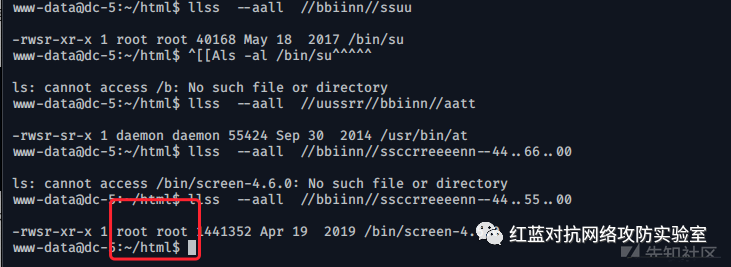 www-data@dc-5:~/html$ llss  --aall  //bbiinn//ssuu
-rwsr-xr-x 1 root root 40168 May 18  2017 /bin/su
www-data@dc-5:~/html$ ^[[Als -al /bin/su^^^^^
ls: cannot access /b: No such file or directory
www-data@dc-5:~/html$ llss  --aall  //uussrr//bbiinn//aatt
-rwsr-sr-x 1 daemon daemon 55424 Sep 30  2014 /usr/bin/at
www-data@dc-5:~/html$ llss  --aall  //bbiinn//ssccrreeeenn--44..66..00
ls: cannot access /bin/screen-4.6.0: No such file or directory
www-data@dc-5:~/html$ llss  --aall  //bbiinn//ssccrreeeenn--44..55..00
-rwsr-xr-x 1 root root 1441352 Apr 19  2019 /bin/screen-4.
www-data@dc-5:~/html$
红蓝对抗网络攻防实验室
先知社区